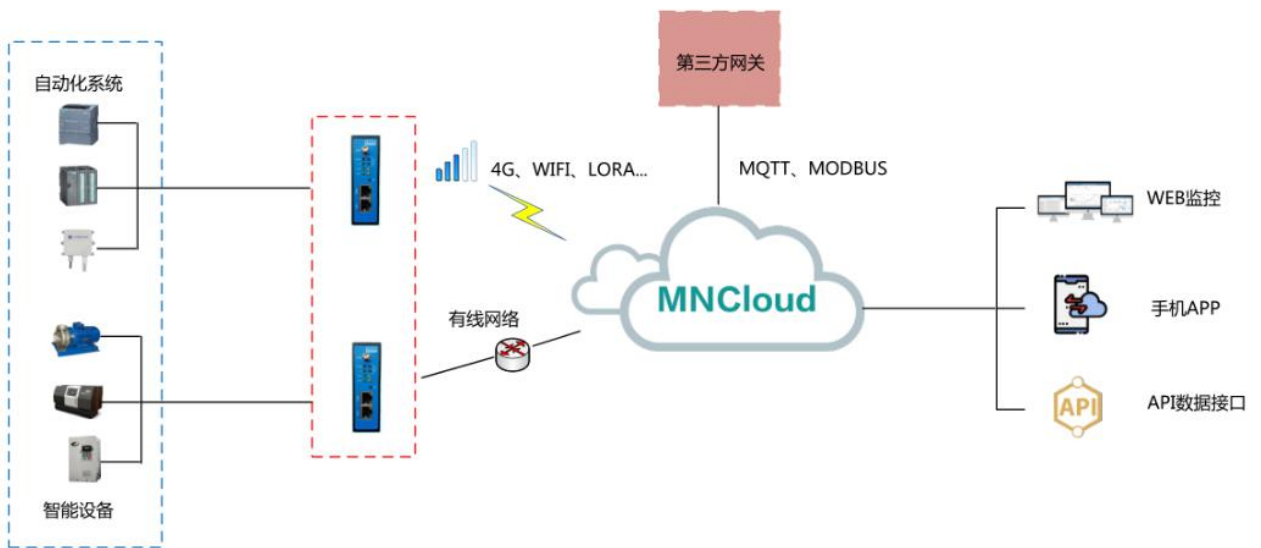 自动化系统
智能设备
4G、WIFI、LORA...
有线网络
第三方网关
MQTT、MODBUS
MNCloud
WEB监控
手机APP
API
API数据接口